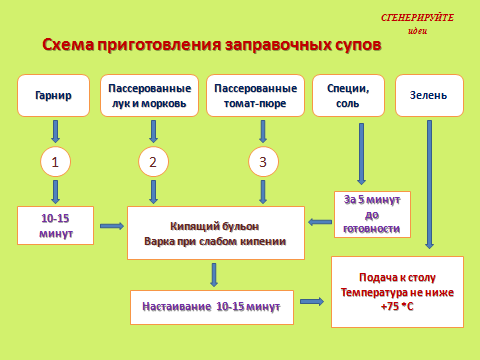 СГЕНЕРИРУЙТЕ
идеи
Схема приготовления заправочных супов
Гарнир
Пассерованные
лук и морковь
Пассерованные
томат-пюре
Специи,
соль
Зелень
1
2
3
10-15
минут
Кипящий бульон
Варка при слабом кипении
За 5 минут
до
готовности
Настаивание 10-15 минут
Подача к столу
Температура не ниже
+75 *С